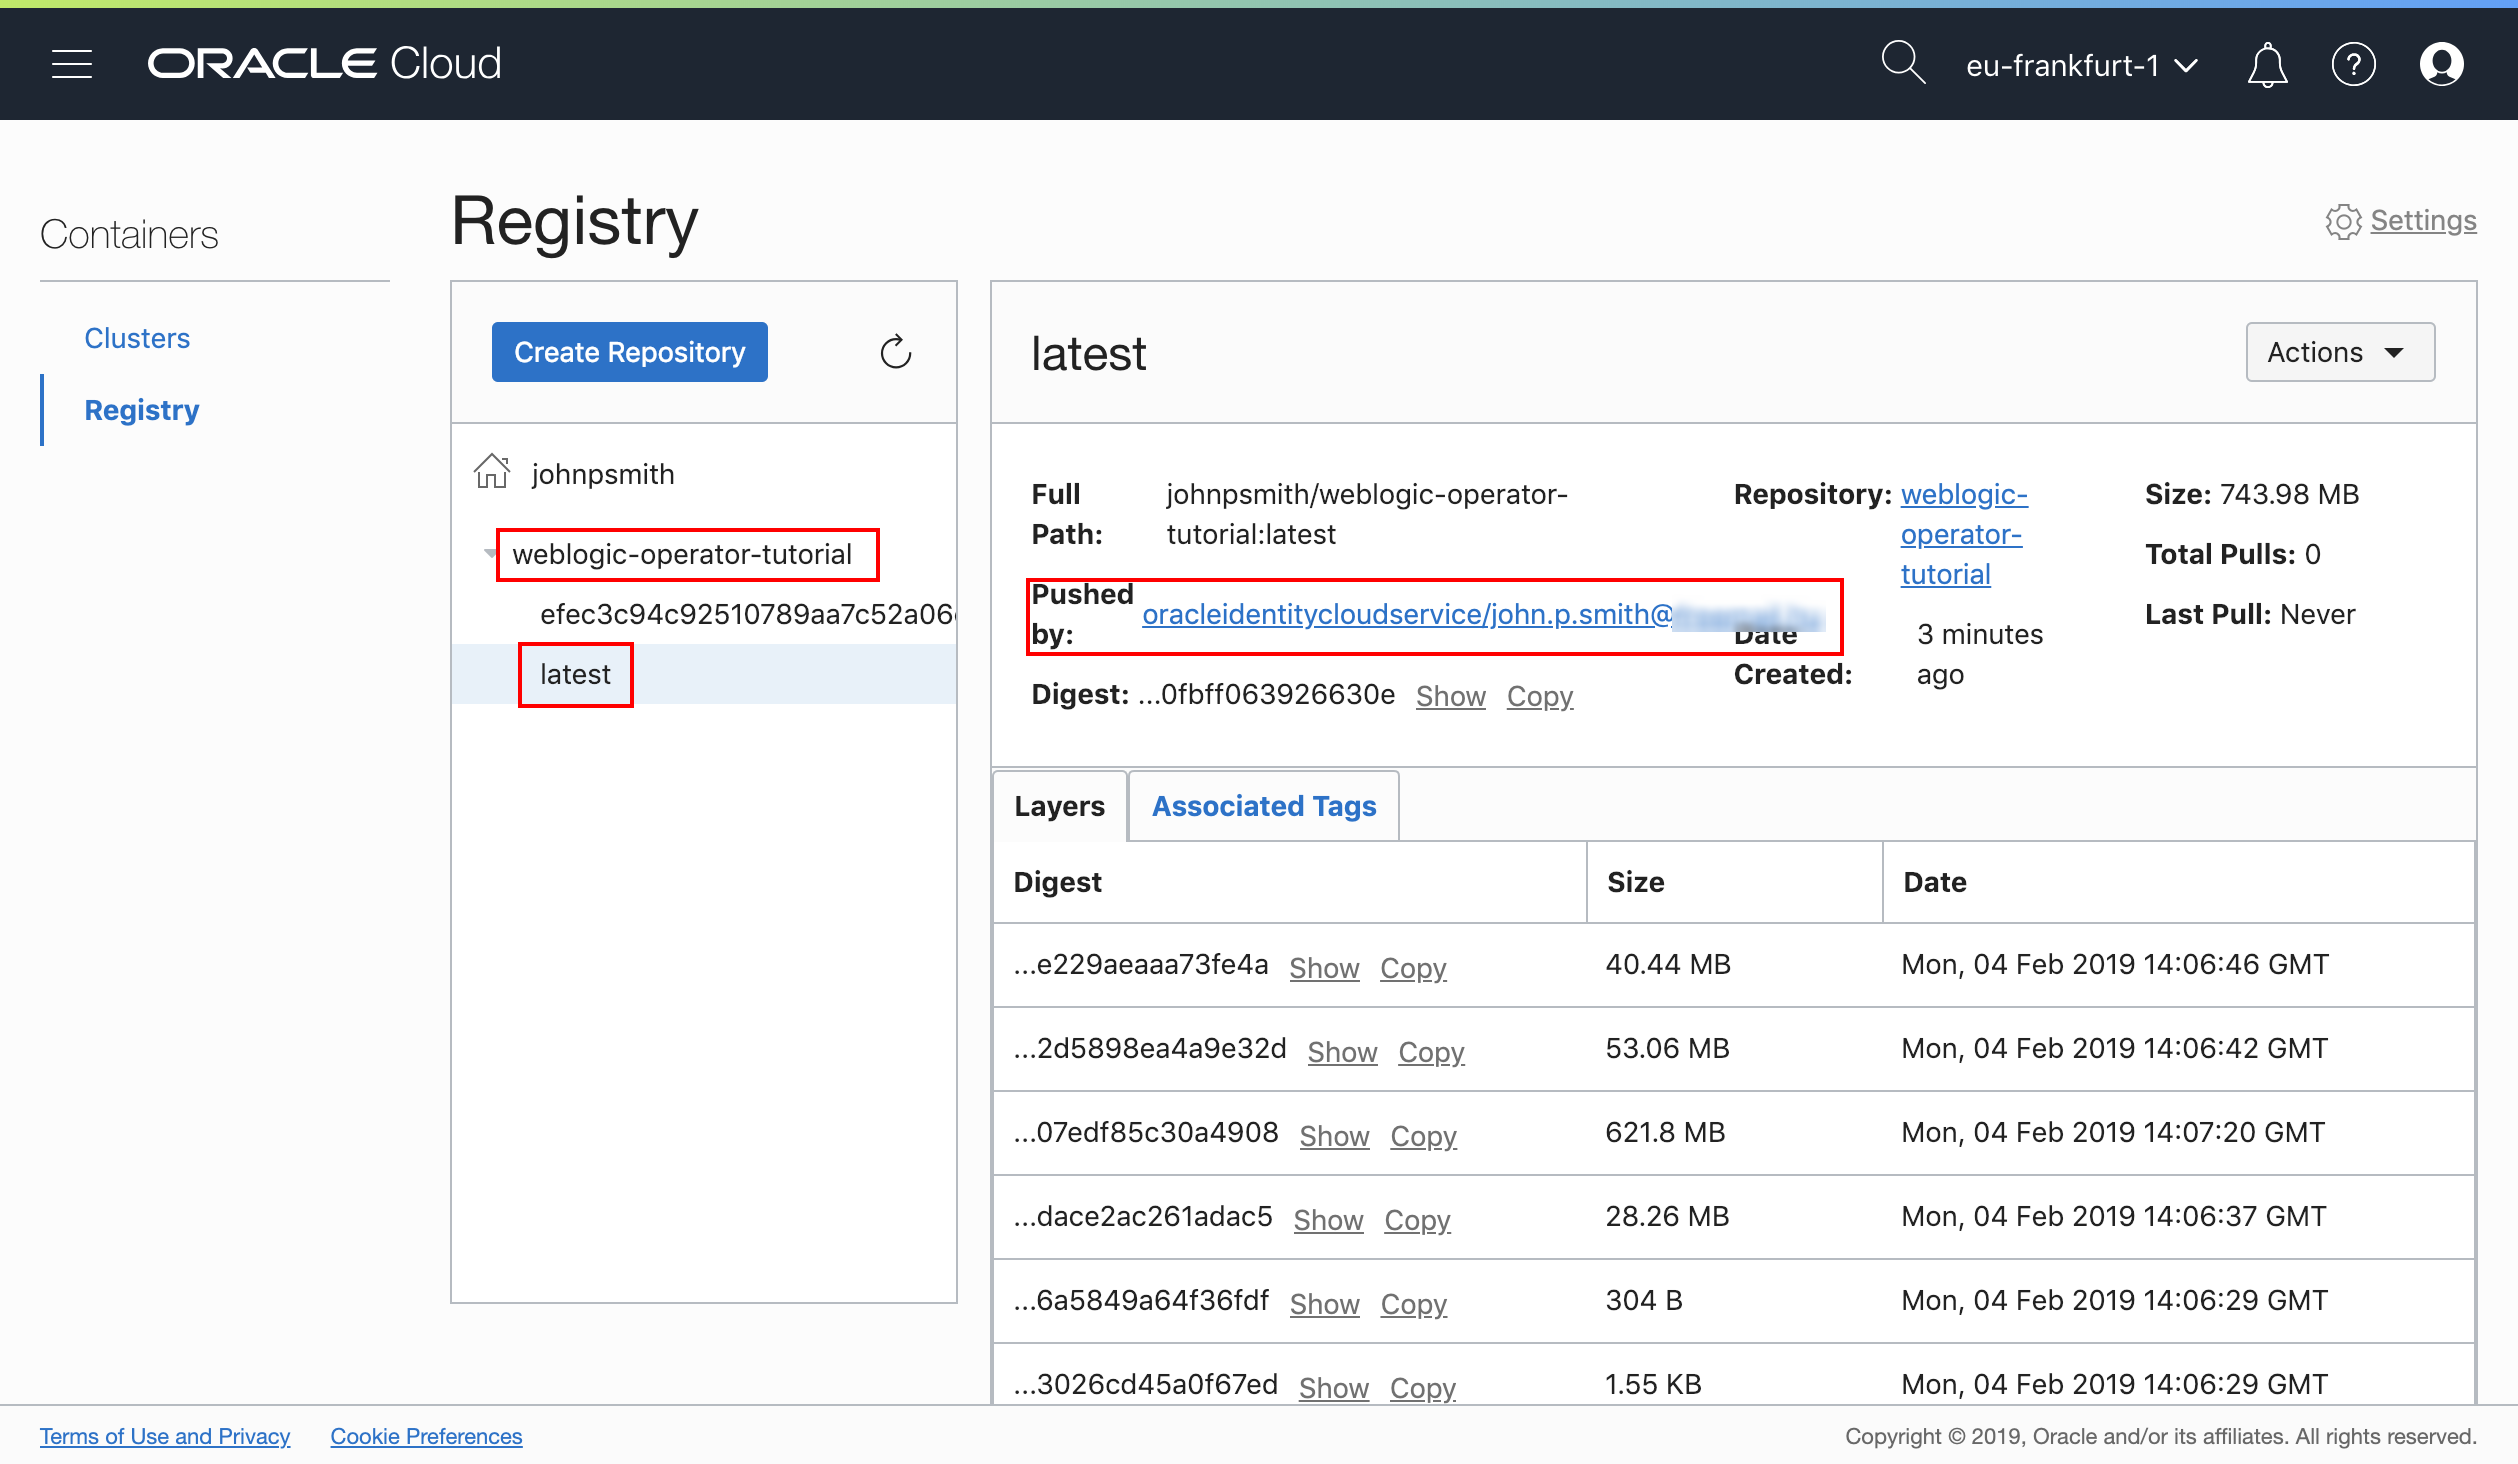 ORACLE Cloud
eu-frankfurt-1
Containers
Clusters
Registry
Registry
Settings
Create Repository
johnpsmith
weblogic-operator-tutorial
efec3c94c92510789aa7c52a06
latest
latest
Actions
Full Path: johnpsmith/weblogic-operator-
tutorial:latest
Pushed by: oracleidentitycloudservice/john.p.smith@
Digest: ...0fbff063926630e Show Copy
Repository: weblogic-
operator-
tutorial
Date Created: 3 minutes
ago
Size: 743.98 MB
Total Pulls: 0
Last Pull: Never
Layers Associated Tags
Digest Size Date
...e229aeaaa73fe4a Show Copy 40.44 MB Mon, 04 Feb 2019 14:06:46 GMT
...2d5898ea4a9e32d Show Copy 53.06 MB Mon, 04 Feb 2019 14:06:42 GMT
...07edf85c30a4908 Show Copy 621.8 MB Mon, 04 Feb 2019 14:07:20 GMT
...dace2ac261adac5 Show Copy 28.26 MB Mon, 04 Feb 2019 14:06:37 GMT
...6a5849a64f36fdf Show Copy 304 B Mon, 04 Feb 2019 14:06:29 GMT
...3026cd45a0f67ed Show Copy 1.55 KB Mon, 04 Feb 2019 14:06:29 GMT
Terms of Use and Privacy Cookie Preferences
Copyright © 2019, Oracle and/or its affiliates. All rights reserved.